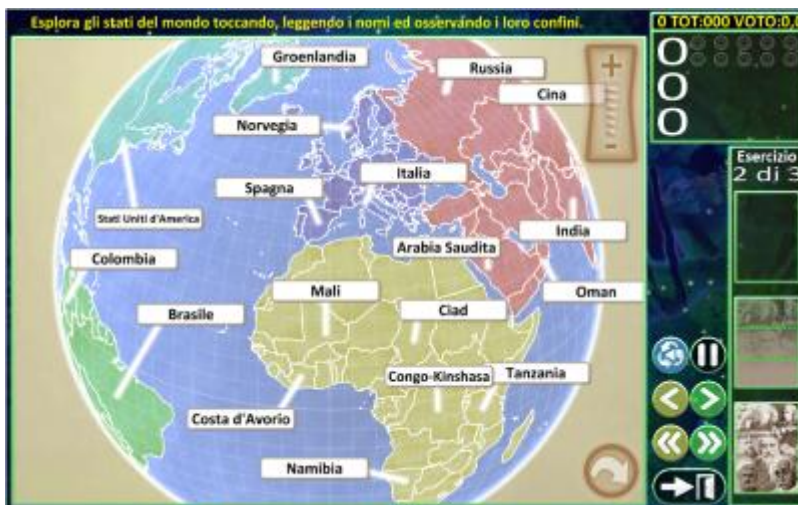 Esplora gli stati del mondo toccando, leggendo i nomi ed osservando i loro confini.
0 TOT:000 VOTO:0,
Groenlandia
Russia
Cina
Norvegia
Italia
Spagna
Stati Uniti d'America
India
Arabia Saudita
Colombia
Oman
Mali
Brasile
Ciad
Congo-Kinshasa
Tanzania
Costa d'Avorio
Namibia
Esercizio
2 di 3